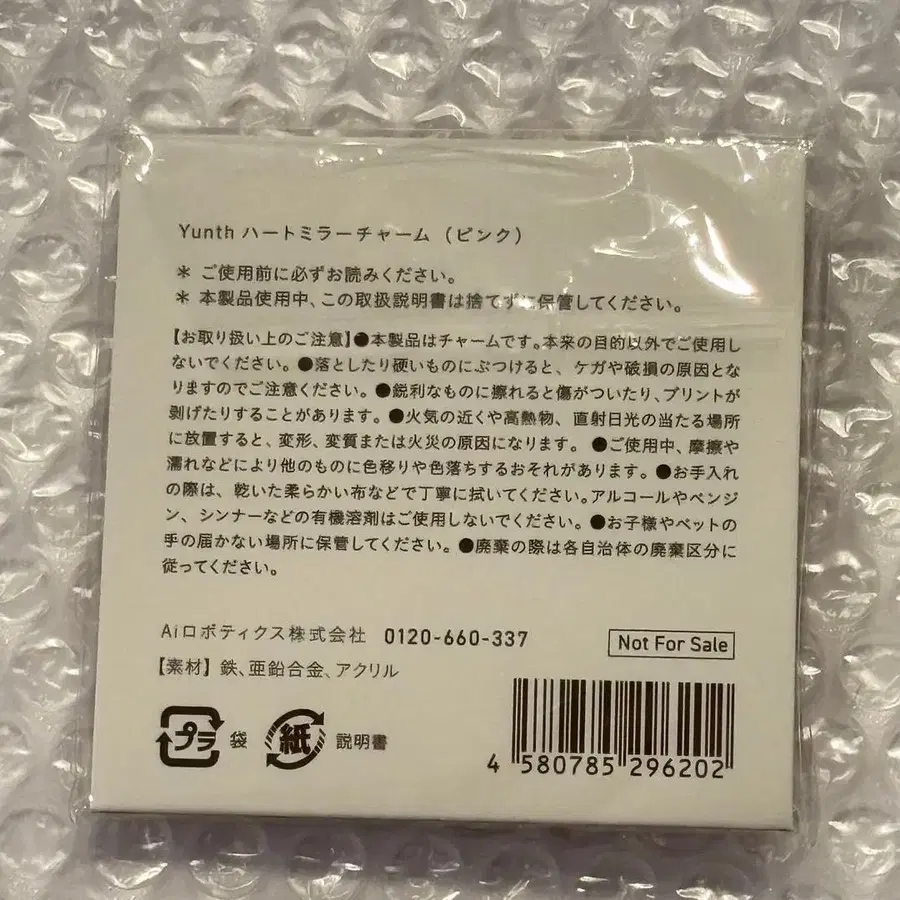 Yunth ハートミラーチャーム（ピンク）
＊ ご使用前に必ずお読みください。
＊ 本製品使用中、この取扱説明書は捨てずに保管してください。
【お取り扱い上のご注意】●本製品はチャームです。本来の目的以外でご使用し
ないでください。●落としたり硬いものにぶつけると、ケガや破損の原因とな
りますのでご注意ください。●鋭利なものに擦れると傷がついたり、プリントが
剥げたりすることがあります。●火気の近くや高熱物、直射日光の当たる場所
に放置すると、変形、変質または火災の原因になります。●ご使用中、摩擦や
濡れなどにより他のものに色移りや色落ちするおそれがあります。●お手入れ
の際は、乾いた柔らかい布などで丁寧に拭いてください。アルコールやベンジ
ン、シンナーなどの有機溶剤はご使用しないでください。●お子様やペットの
手の届かない場所に保管してください。●廃棄の際は各自治体の廃棄区分に
従ってください。
Aiロボティクス株式会社 0120-660-337
Not For Sale
【素材】鉄、亜鉛合金、アクリル
プラ 袋 紙 説明書
4 580785 296202